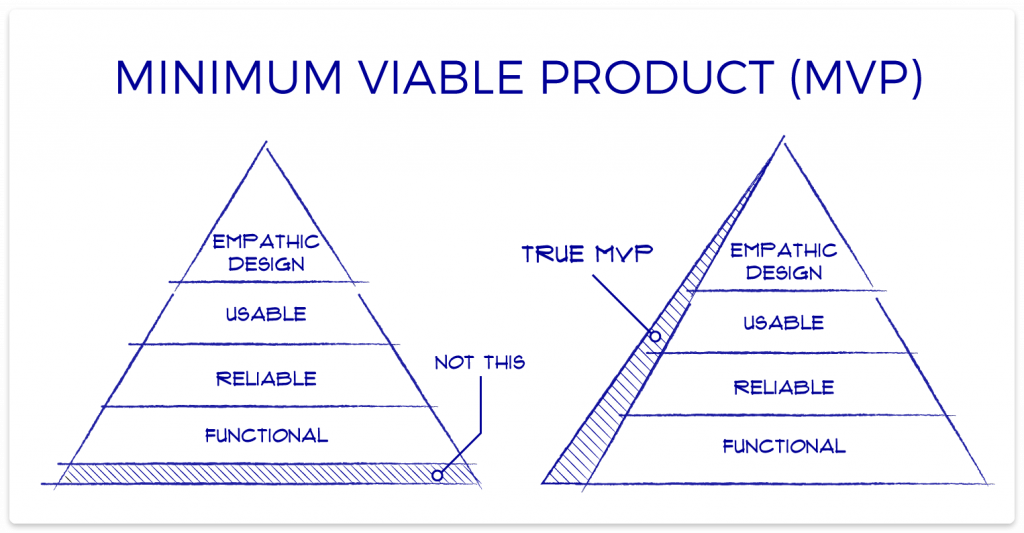 MINIMUM VIABLE PRODUCT (MVP)
EMPATHIC
DESIGN
USABLE
RELIABLE
FUNCTIONAL
NOT THIS
TRUE MVP
EMPATHIC
DESIGN
USABLE
RELIABLE
FUNCTIONAL